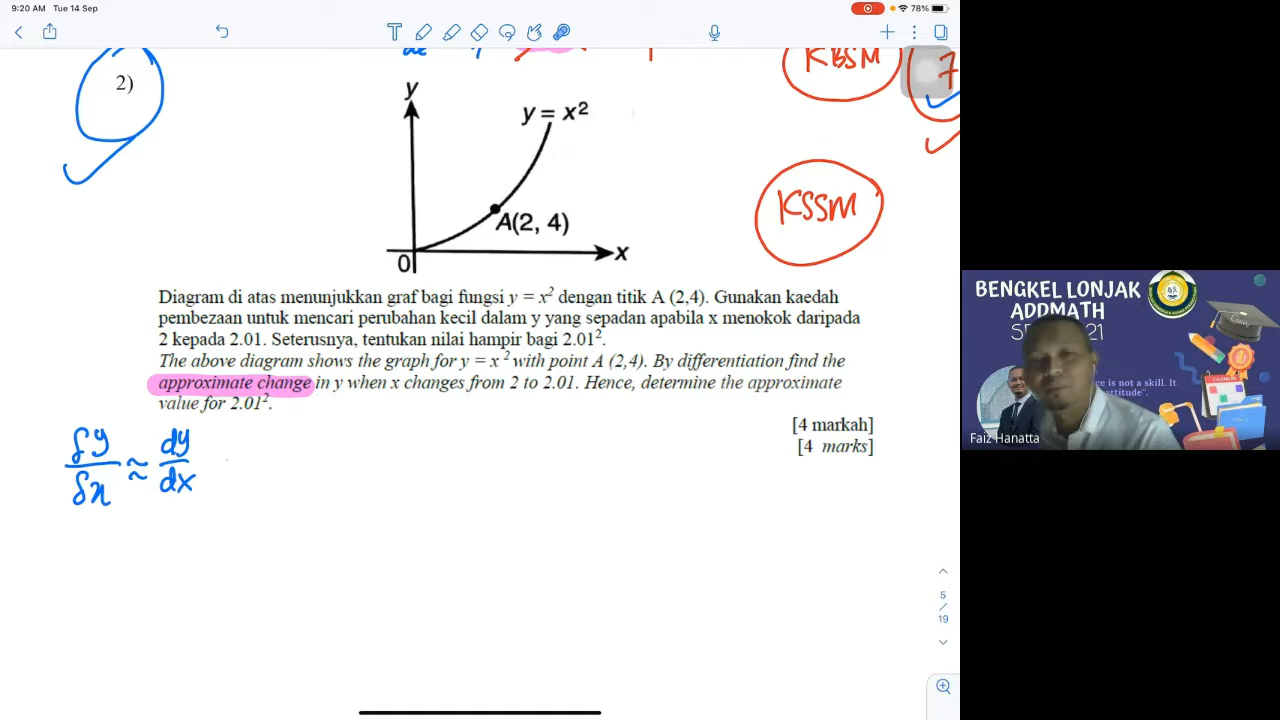 9:20 AM Tue 14 Sep
78%
T
2)
KBSM
7
y
y = x²
KSSM
A(2, 4)
x
0
Diagram di atas menunjukkan graf bagi fungsi y = x² dengan titik A (2,4). Gunakan kaedah
pembezaan untuk mencari perubahan kecil dalam y yang sepadan apabila x menokok daripada
2 kepada 2.01. Seterusnya, tentukan nilai hampir bagi 2.01².
The above diagram shows the graph for y = x² with point A (2,4). By differentiation find the
approximate change in y when x changes from 2 to 2.01. Hence, determine the approximate
value for 2.01².
[4 markah]
[4 marks]
δy/δx ≈ dy/dx
5
/
19
BENGKEL LONJAK
ADDMATH
Faiz Hanatta